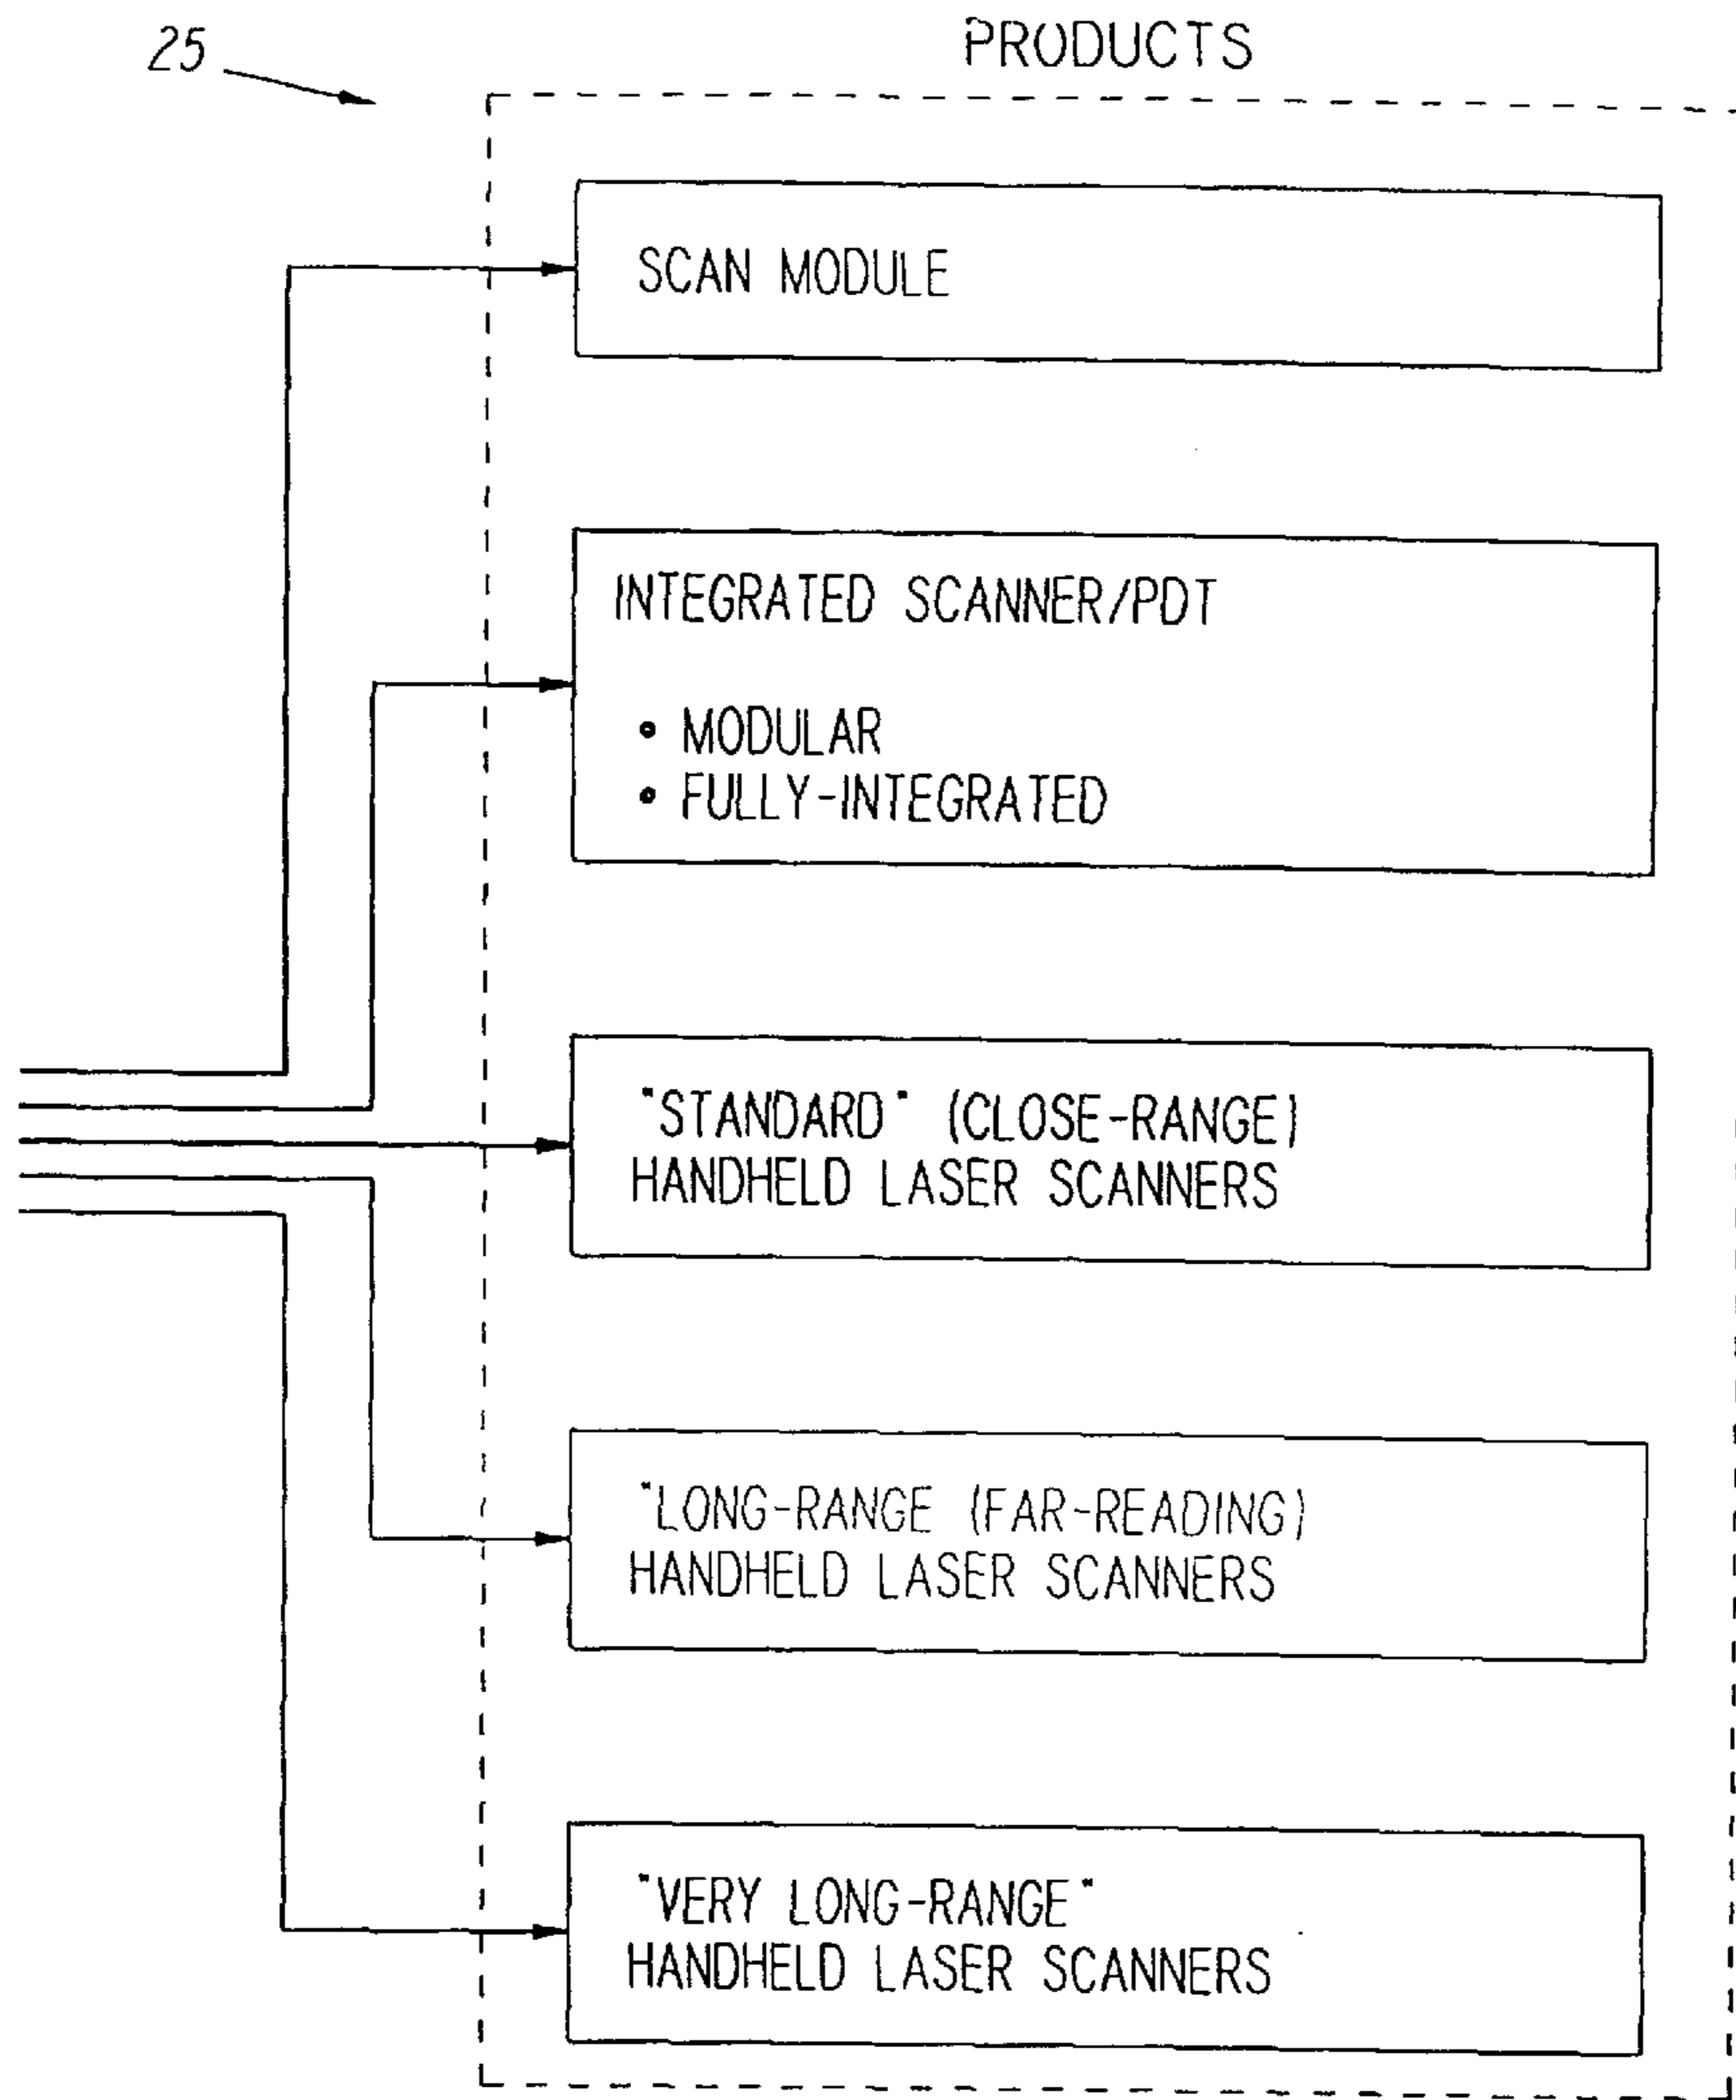 25
PRODUCTS
SCAN MODULE
INTEGRATED SCANNER/PDT
• MODULAR
• FULLY-INTEGRATED
"STANDARD" (CLOSE-RANGE)
HANDHELD LASER SCANNERS
"LONG-RANGE (FAR-READING)
HANDHELD LASER SCANNERS
"VERY LONG-RANGE"
HANDHELD LASER SCANNERS